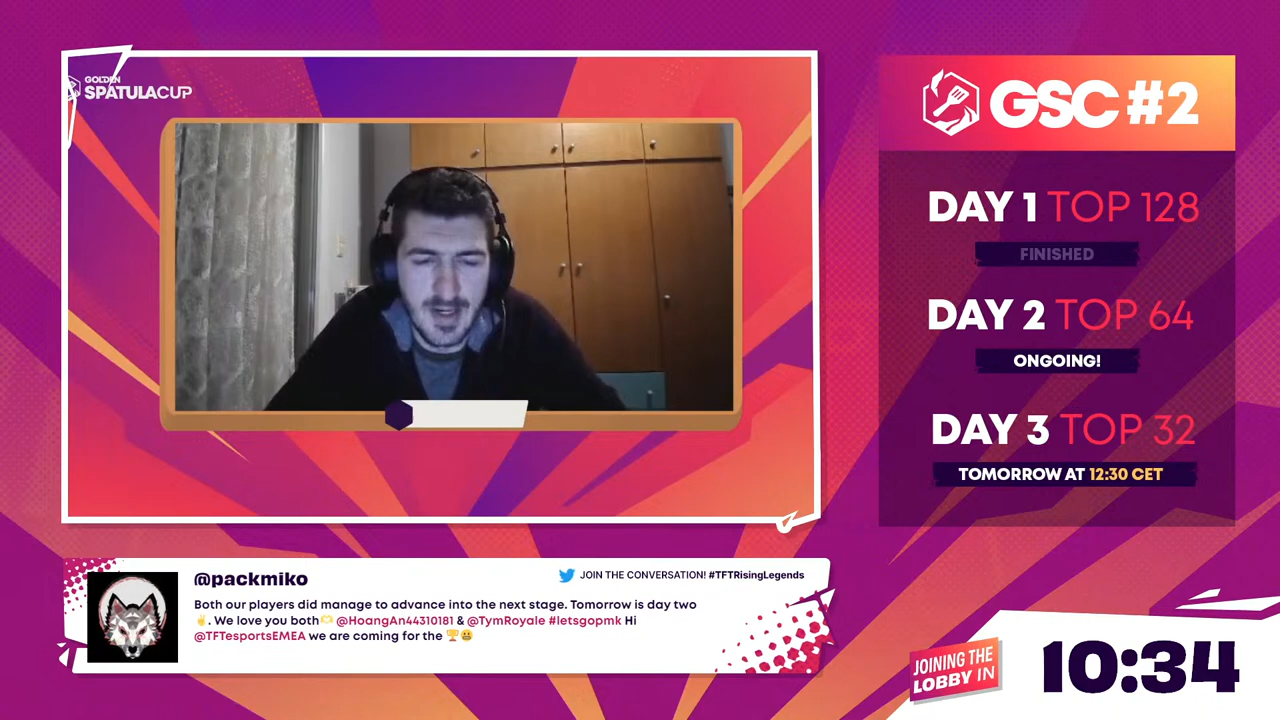 GOLDEN
SPATULACUP
GSC #2
DAY 1 TOP 128
FINISHED
DAY 2 TOP 64
ONGOING!
DAY 3 TOP 32
TOMORROW AT 12:30 CET
@packmiko
JOIN THE CONVERSATION! #TFTRisingLegends
Both our players did manage to advance into the next stage. Tomorrow is day two
✌️. We love you both🫶 @HoangAn44310181 & @TymRoyale #letsgopmk Hi
@TFTesportsEMEA we are coming for the 🏆😀
JOINING THE
LOBBY IN
10:34